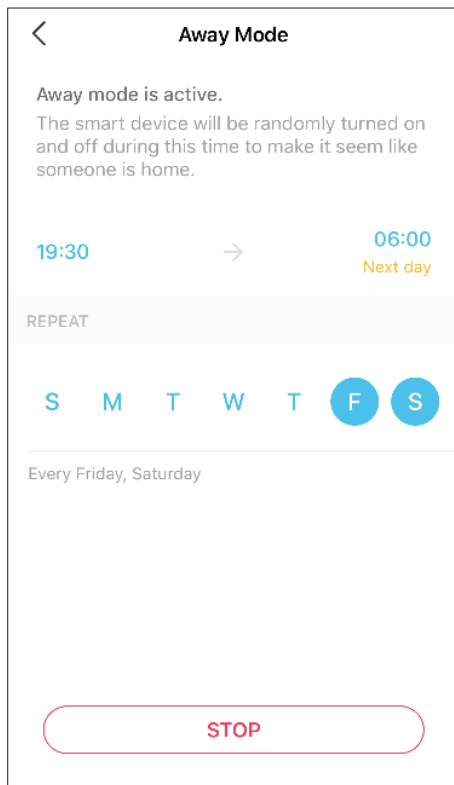 Away Mode
Away mode is active.
The smart device will be randomly turned on
and off during this time to make it seem like
someone is home.
19:30 → 06:00
Next day
REPEAT
S M T W T F S
Every Friday, Saturday
STOP